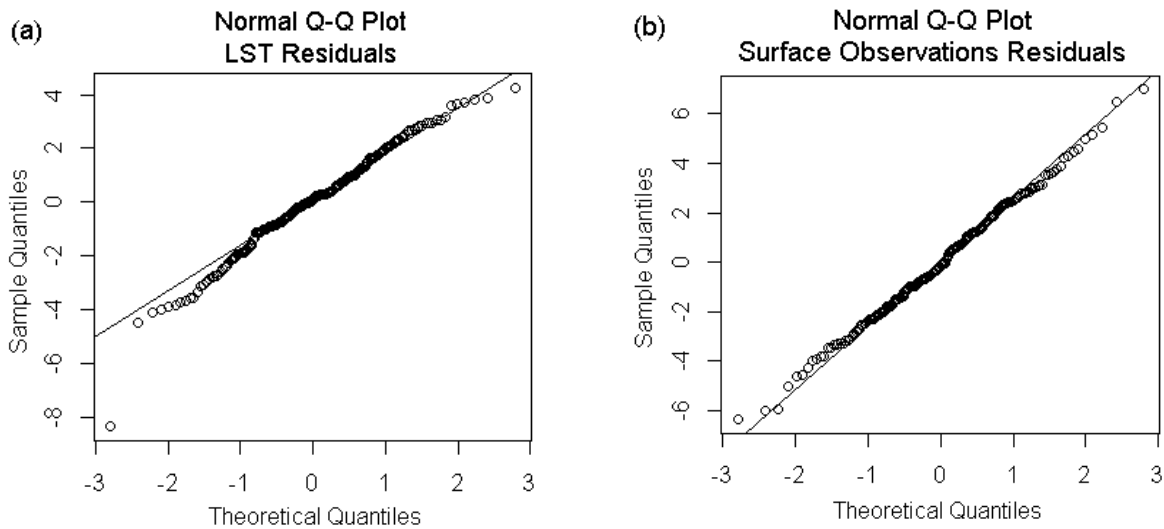 (a)
Normal Q-Q Plot
LST Residuals
Sample Quantiles
4
2
0
-2
-4
-6
-8
-3
-2
-1
0
1
2
3
Theoretical Quantiles
(b)
Normal Q-Q Plot
Surface Observations Residuals
Sample Quantiles
6
4
2
0
-2
-4
-6
-3
-2
-1
0
1
2
3
Theoretical Quantiles